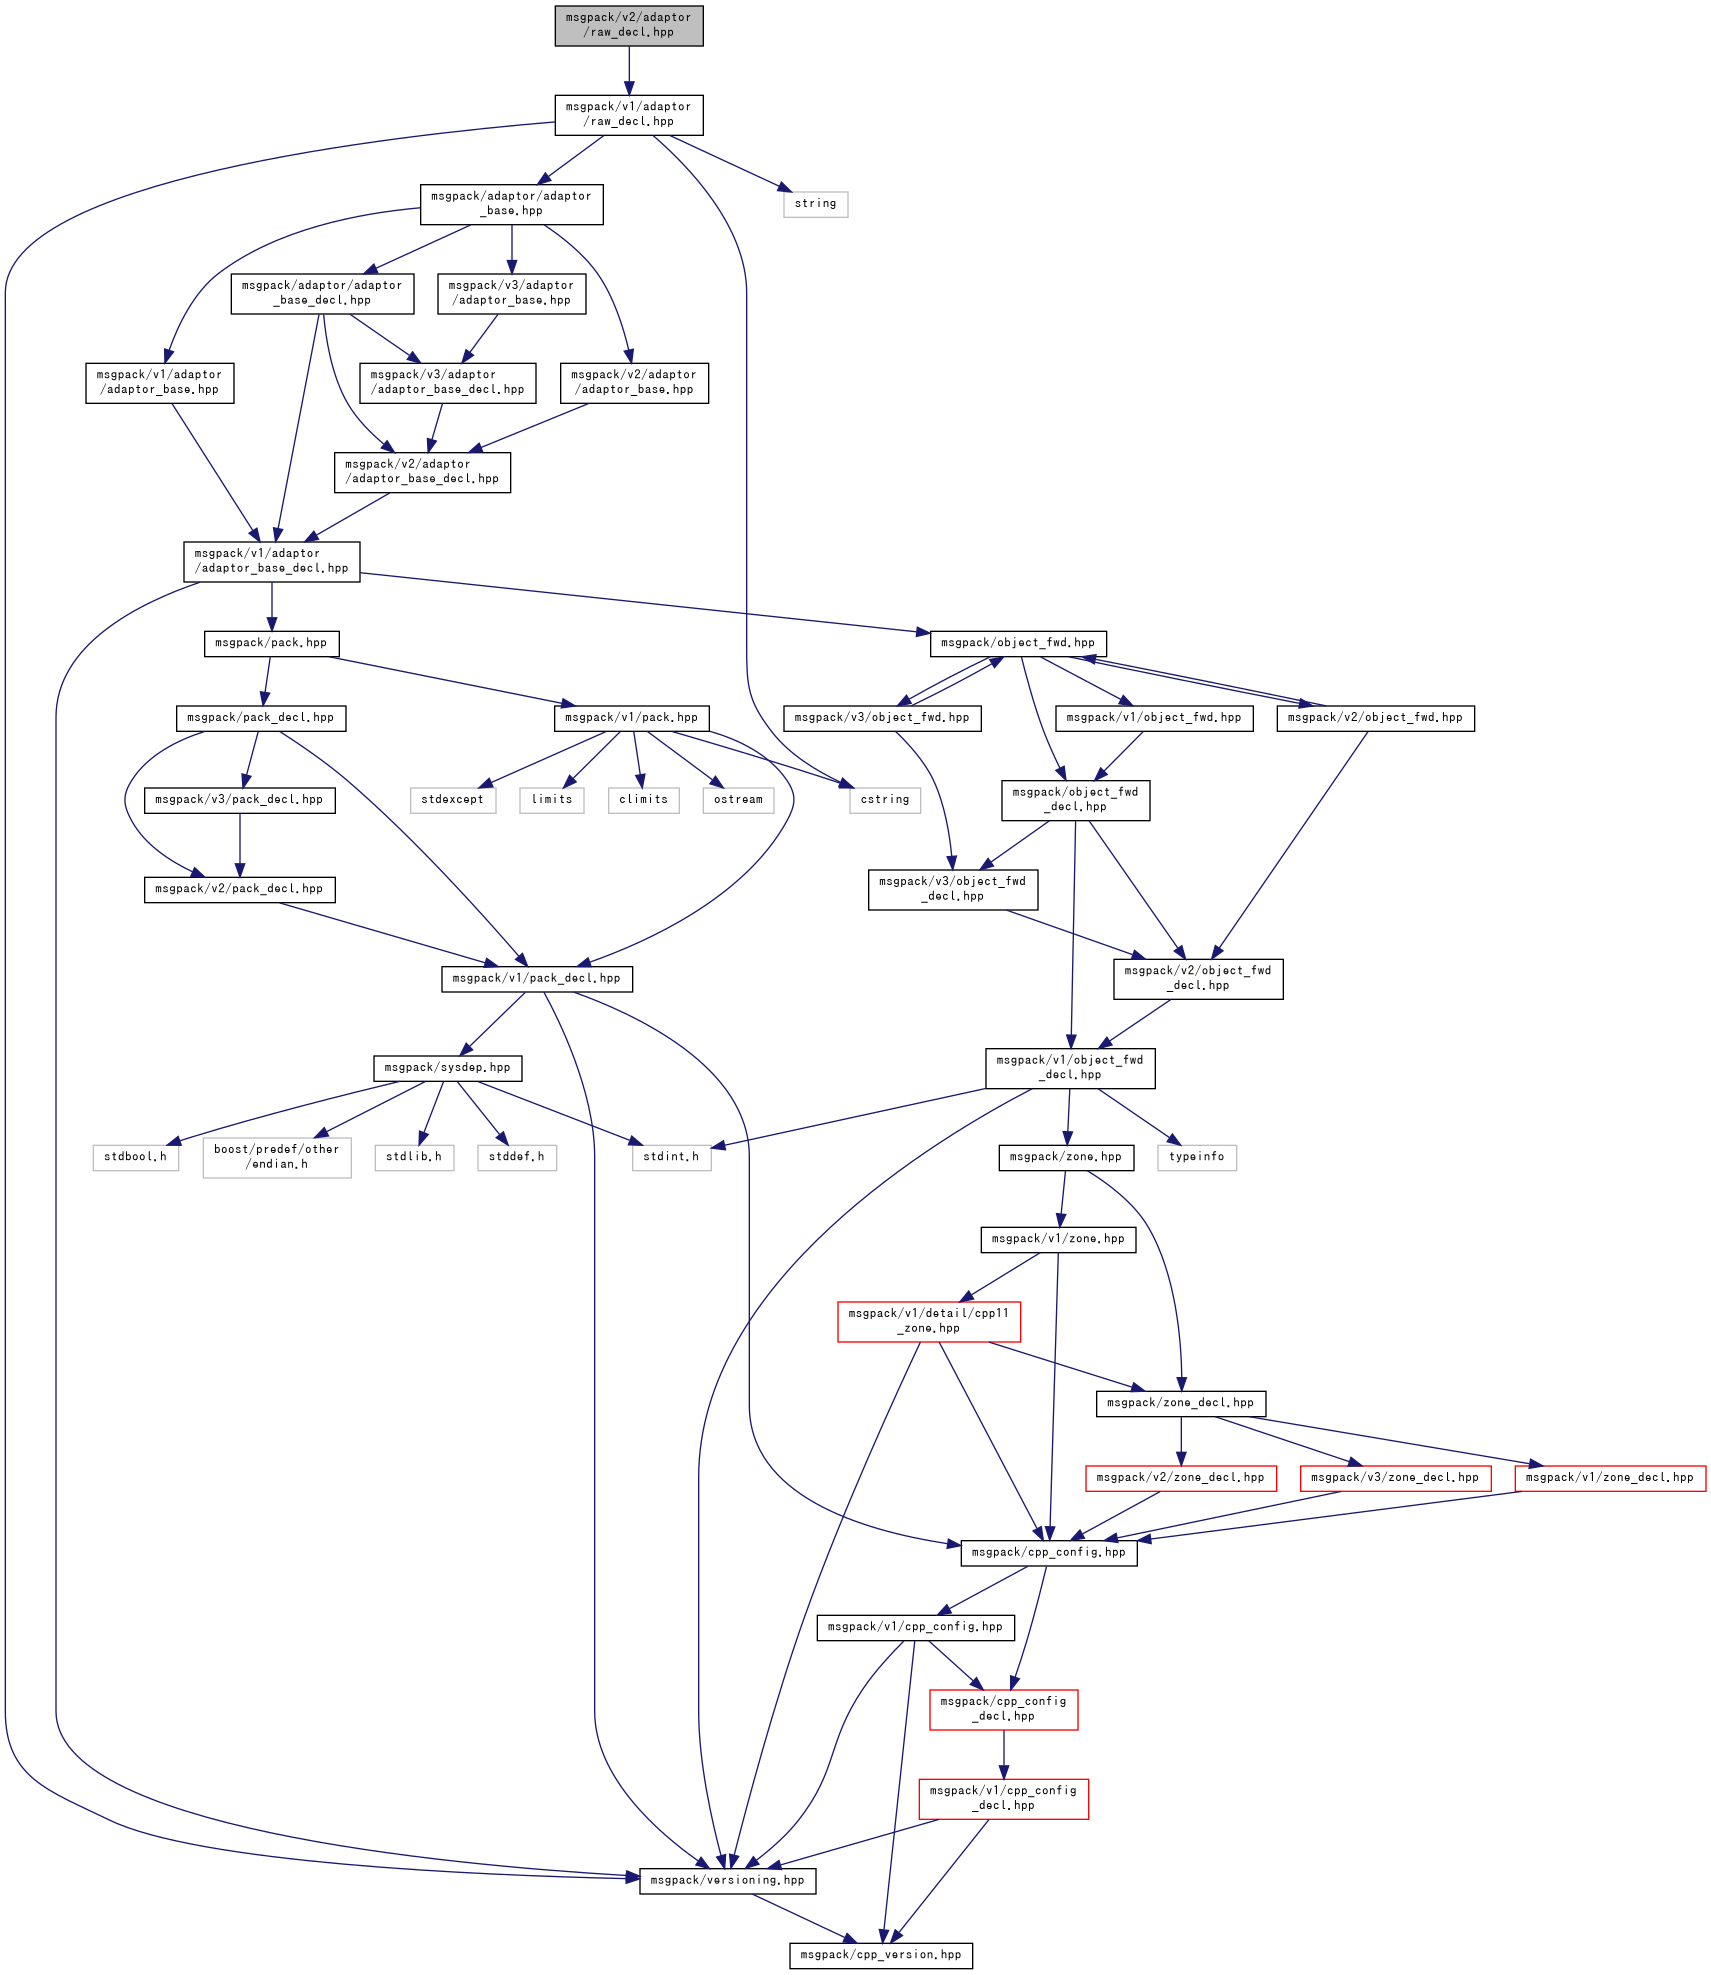 msgpack/v2/adaptor
/raw_decl.hpp
msgpack/v1/adaptor
/raw_decl.hpp
msgpack/adaptor/adaptor
_base.hpp
string
msgpack/adaptor/adaptor
_base_decl.hpp
msgpack/v3/adaptor
/adaptor_base.hpp
msgpack/v1/adaptor
/adaptor_base.hpp
msgpack/v3/adaptor
/adaptor_base_decl.hpp
msgpack/v2/adaptor
/adaptor_base.hpp
msgpack/v2/adaptor
/adaptor_base_decl.hpp
msgpack/v1/adaptor
/adaptor_base_decl.hpp
msgpack/pack.hpp
msgpack/object_fwd.hpp
msgpack/pack_decl.hpp
msgpack/v1/pack.hpp
msgpack/v3/object_fwd.hpp
msgpack/v1/object_fwd.hpp
msgpack/v2/object_fwd.hpp
msgpack/v3/pack_decl.hpp
stdexcept
limits
climits
ostream
cstring
msgpack/object_fwd
_decl.hpp
msgpack/v2/pack_decl.hpp
msgpack/v3/object_fwd
_decl.hpp
msgpack/v1/pack_decl.hpp
msgpack/v2/object_fwd
_decl.hpp
msgpack/sysdep.hpp
msgpack/v1/object_fwd
_decl.hpp
stdbool.h
boost/predef/other
/endian.h
stdlib.h
stddef.h
stdint.h
msgpack/zone.hpp
typeinfo
msgpack/v1/zone.hpp
msgpack/v1/detail/cpp11
_zone.hpp
msgpack/zone_decl.hpp
msgpack/v2/zone_decl.hpp
msgpack/v3/zone_decl.hpp
msgpack/v1/zone_decl.hpp
msgpack/cpp_config.hpp
msgpack/v1/cpp_config.hpp
msgpack/cpp_config
_decl.hpp
msgpack/v1/cpp_config
_decl.hpp
msgpack/versioning.hpp
msgpack/cpp_version.hpp